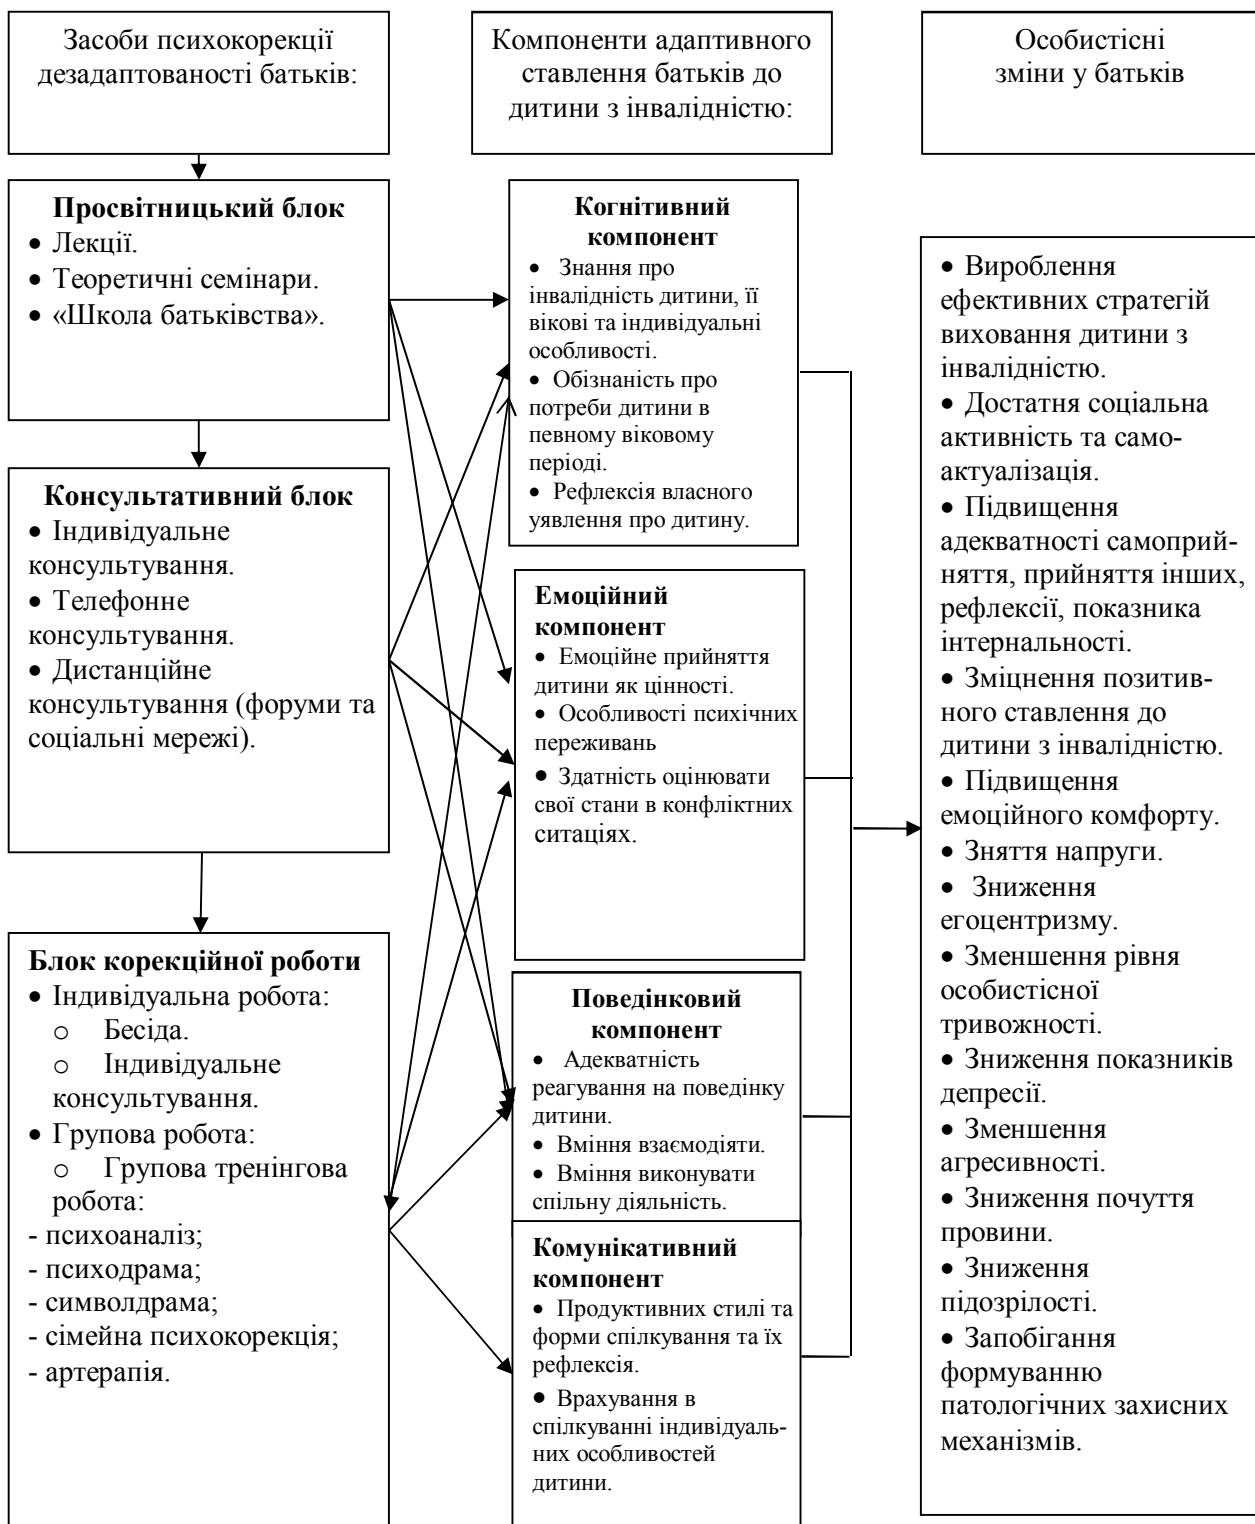 Засоби психокорекції
дезадаптованості батьків:
Просвітницький блок
• Лекції.
• Теоретичні семінари.
• «Школа батьківства».
Консультативний блок
• Індивідуальне
консультування.
• Телефонне
консультування.
• Дистанційне
консультування (форуми та
соціальні мережі).
Блок корекційної роботи
• Індивідуальна робота:
o Бесіда.
o Індивідуальне
консультування.
• Групова робота:
o Групова тренінгова
робота:
- психоаналіз;
- психодрама;
- символдрама;
- сімейна психокорекція;
- артерапія.
Компоненти адаптивного
ставлення батьків до
дитини з інвалідністю:
Когнітивний
компонент
• Знання про
інвалідність дитини, її
вікові та індивідуальні
особливості.
• Обізнаність про
потреби дитини в
певному віковому
періоді.
• Рефлексія власного
уявлення про дитину.
Емоційний
компонент
• Емоційне прийняття
дитини як цінності.
• Особливості психічних
переживань
• Здатність оцінювати
свої стани в конфліктних
ситаціях.
Поведінковий
компонент
• Адекватність
реагування на поведінку
дитини.
• Вміння взаємодіяти.
• Вміння виконувати
спільну діяльність.
Комунікативний
компонент
• Продуктивних стилі та
форми спілкування та їх
рефлексія.
• Врахування в
спілкуванні індивідуаль-
них особливостей
дитини.
Особистісні
зміни у батьків
• Вироблення
ефективних стратегій
виховання дитини з
інвалідністю.
• Достатня соціальна
активність та само-
актуалізація.
• Підвищення
адекватності самоприй-
няття, прийняття інших,
рефлексії, показника
інтернальності.
• Зміцнення позитив-
ного ставлення до
дитини з інвалідністю.
• Підвищення
емоційного комфорту.
• Зняття напруги.
• Зниження
егоцентризму.
• Зменшення рівня
особистісної
тривожності.
• Зниження показників
депресії.
• Зменшення
агресивності.
• Зниження почуття
провини.
• Зниження
підозрілості.
• Запобігання
формуванню
патологічних захисних
механізмів.